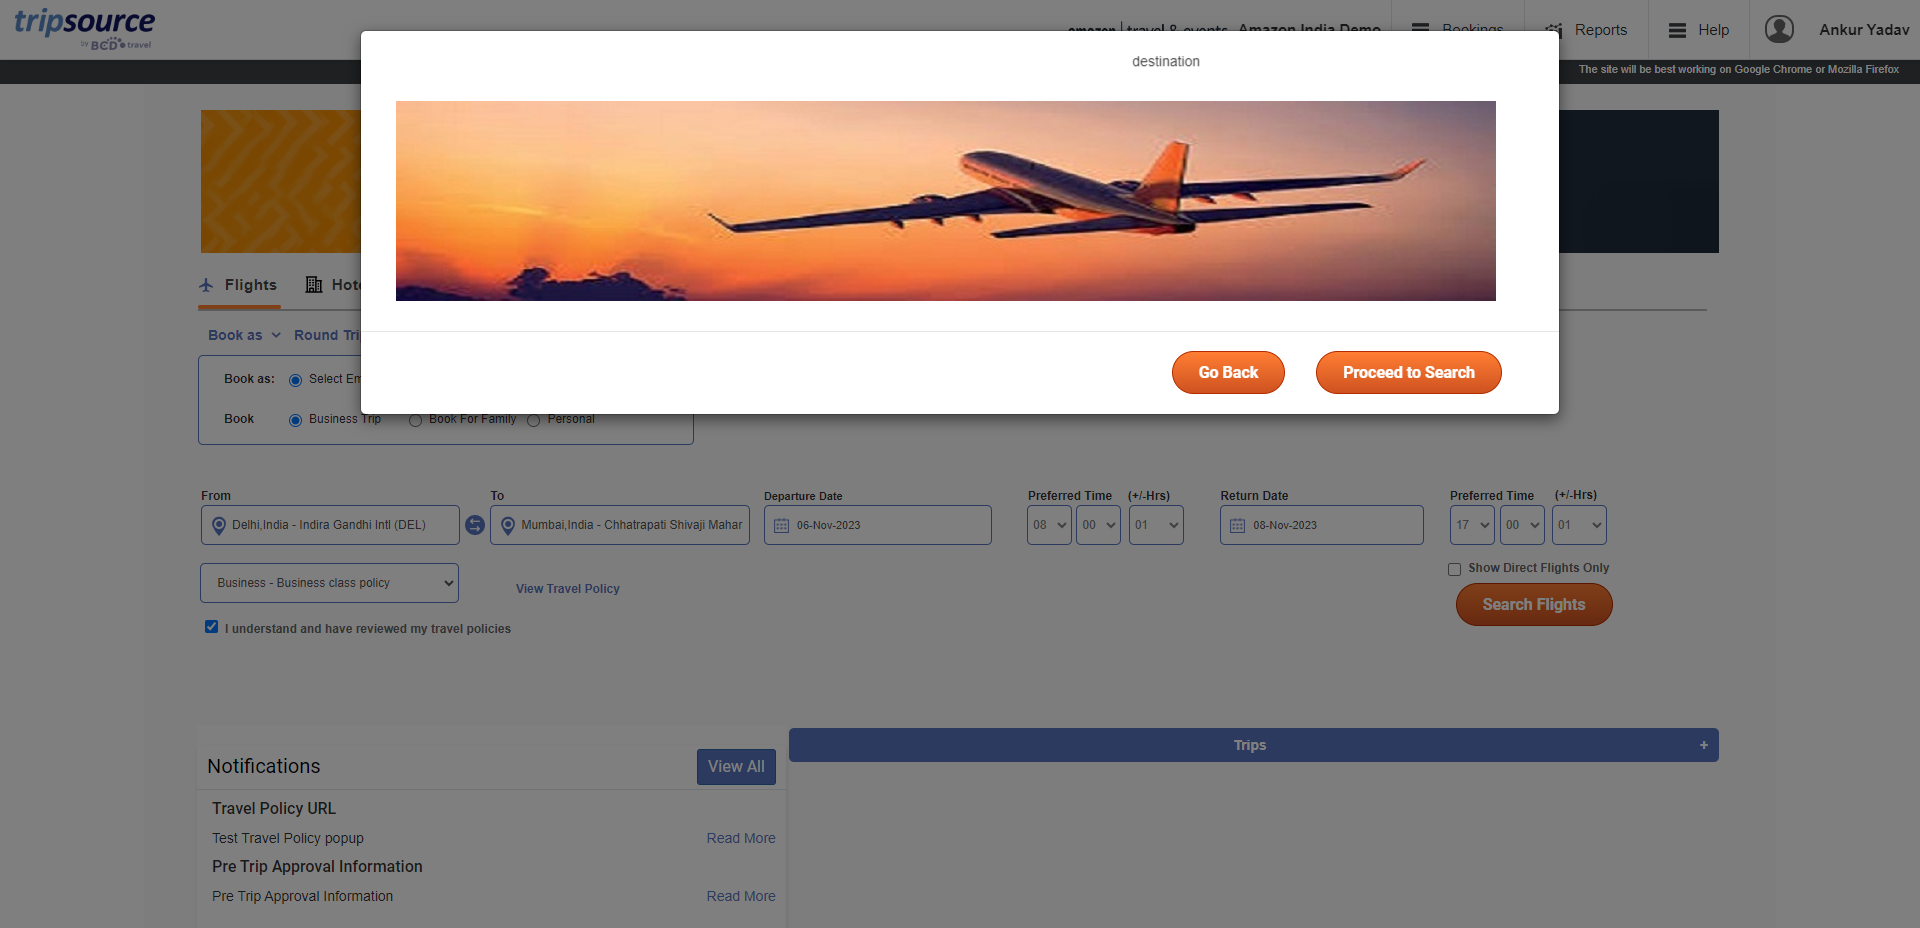 tripsource
by BCD travel
amazon | travel & events Amazon India Demo
Bookings
Reports
Help
Ankur Yadav
The site will be best working on Google Chrome or Mozilla Firefox
destination
Go Back
Proceed to Search
Flights
Book as
Book as:
Book
Business Trip
Book For Family
Personal
From
To
Departure Date
Preferred Time
(+/-Hrs)
Return Date
Preferred Time
(+/-Hrs)
Delhi,India - Indira Gandhi Intl (DEL)
Mumbai,India - Chhatrapati Shivaji Mahar
06-Nov-2023
08
00
01
08-Nov-2023
17
00
01
Business - Business class policy
View Travel Policy
Show Direct Flights Only
Search Flights
I understand and have reviewed my travel policies
Notifications
View All
Trips
+
Travel Policy URL
Test Travel Policy popup
Read More
Pre Trip Approval Information
Pre Trip Approval Information
Read More